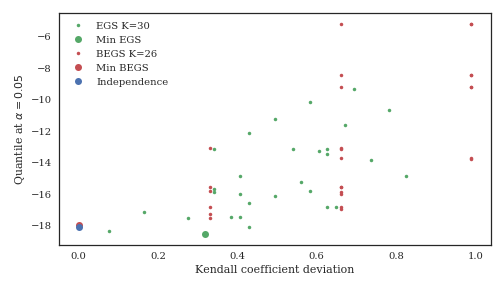 EGS K=30
Min EGS
BEGS K=26
Min BEGS
Independence
−6
−8
−10
−12
−14
−16
−18
Quantile at α = 0.05
0.0 0.2 0.4 0.6 0.8 1.0
Kendall coefficient deviation